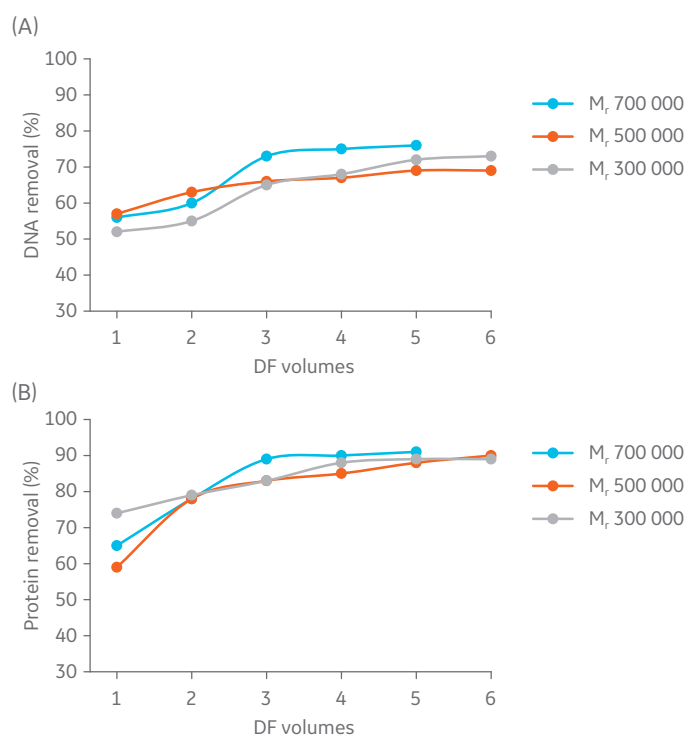 (A)
100
90
80
70
60
50
40
30
DNA removal (%)
1 2 3 4 5 6
DF volumes
Mr 700 000
Mr 500 000
Mr 300 000
(B)
100
90
80
70
60
50
40
30
Protein removal (%)
1 2 3 4 5 6
DF volumes
Mr 700 000
Mr 500 000
Mr 300 000